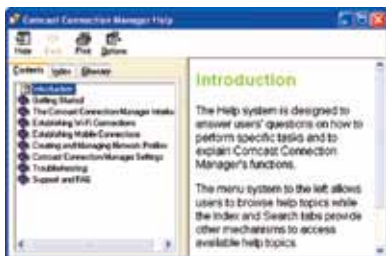 Comcast Connection Manager Help
Hide Back Print Options
Contents Index Glossary
Introduction
Getting Started
The Comcast Connection Manager
Establishing Wi-Fi Connections
Establishing Mobile Connections
Creating and Managing Network Profiles
Comcast Connection Manager Settings
Troubleshooting
Support and FAQ
Introduction
The Help system is designed to
answer users' questions on how to
perform specific tasks and to
explain Comcast Connection
Manager's functions.
The menu system to the left allows
users to browse help topics while
the Index and Search tabs provide
other mechanisms to access
available help topics.